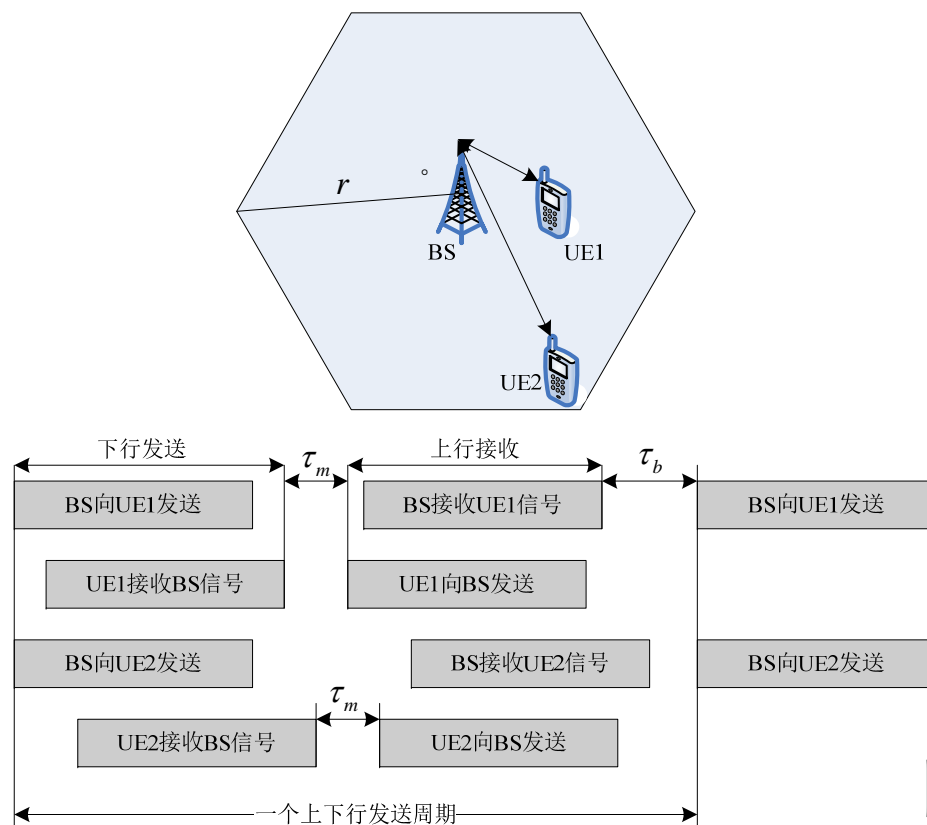 r
BS
UE1
UE2
下行发送
τm
上行接收
τb
BS向UE1发送
BS接收UE1信号
BS向UE1发送
UE1接收BS信号
UE1向BS发送
BS向UE2发送
BS接收UE2信号
BS向UE2发送
τm
UE2接收BS信号
UE2向BS发送
一个上下行发送周期